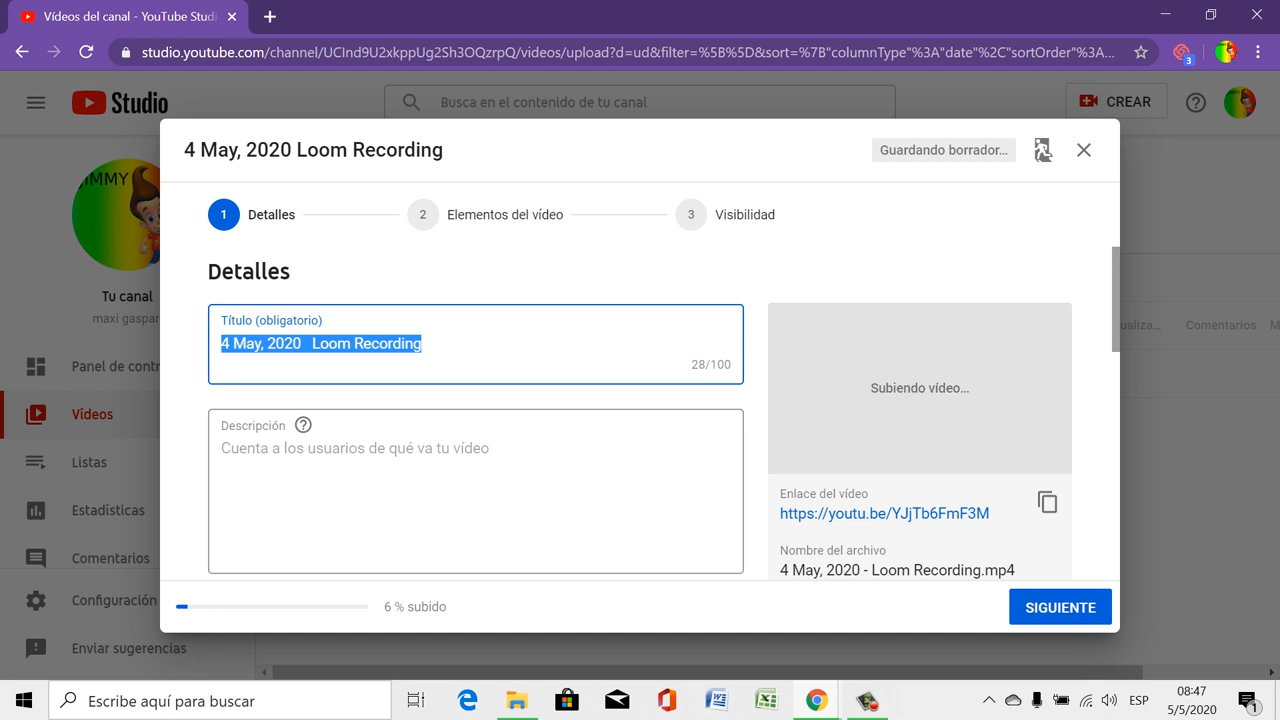 Vídeos del canal - YouTube Studi
studio.youtube.com/channel/UCInd9U2xkppUg2Sh3OQzrpQ/videos/upload?d=ud&filter=%5B%5D&sort=%7B"columnType"%3A"date"%2C"sortOrder"%3A...
3
Studio
Busca en el contenido de tu canal
CREAR
4 May, 2020 Loom Recording
Guardando borrador...
1 Detalles
2 Elementos del vídeo
3 Visibilidad
JIMMY
Tu canal
maxi gaspar
Panel de contr
Vídeos
Listas
Estadísticas
Comentarios
Configuración
Enviar sugerencias
Detalles
Título (obligatorio)
4 May, 2020   Loom Recording
28/100
Descripción
Cuenta a los usuarios de qué va tu vídeo
Subiendo vídeo...
Enlace del vídeo
https://youtu.be/YJjTb6FmF3M
Nombre del archivo
4 May, 2020 - Loom Recording.mp4
ualiza...
Comentarios
M
6 % subido
SIGUIENTE
Escribe aquí para buscar
ESP
08:47
5/5/2020
1